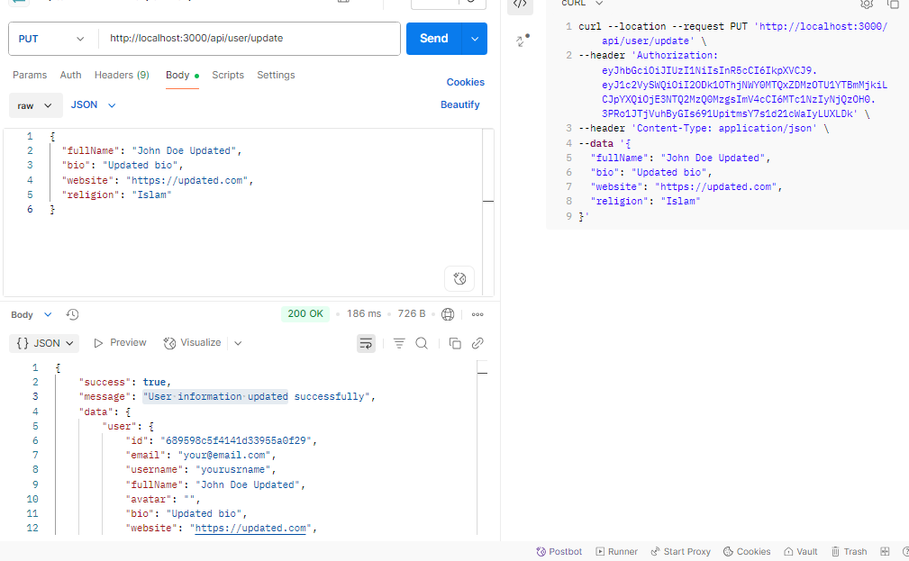 cURL
PUT
http://localhost:3000/api/user/update
Send
Params Auth Headers (9) Body Scripts Settings
Cookies
raw JSON
Beautify
1 {
2 "fullName": "John Doe Updated",
3 "bio": "Updated bio",
4 "website": "https://updated.com",
5 "religion": "Islam"
6 }
Body
200 OK 186 ms 726 B
{} JSON Preview Visualize
1 {
2 "success": true,
3 "message": "User information updated successfully",
4 "data": {
5 "user": {
6 "id": "689598c5f4141d33955a0f29",
7 "email": "your@email.com",
8 "username": "yourusrname",
9 "fullName": "John Doe Updated",
10 "avatar": "",
11 "bio": "Updated bio",
12 "website": "https://updated.com",
1 curl --location --request PUT 'http://localhost:3000/
api/user/update' \
2 --header 'Authorization:
3 --header 'Content-Type: application/json' \
4 --data '{
5 "fullName": "John Doe Updated",
6 "bio": "Updated bio",
7 "website": "https://updated.com",
8 "religion": "Islam"
9 }'
Postbot Runner Start Proxy Cookies Vault Trash